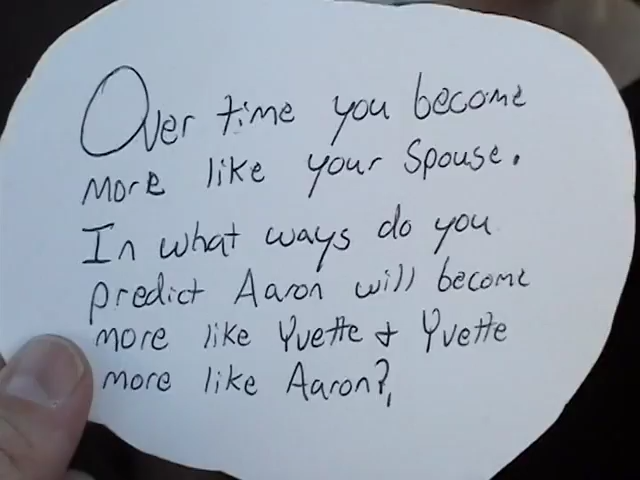 Over time you become
more like your Spouse.
In what ways do you
predict Aaron will become
more like Yvette & Yvette
more like Aaron?